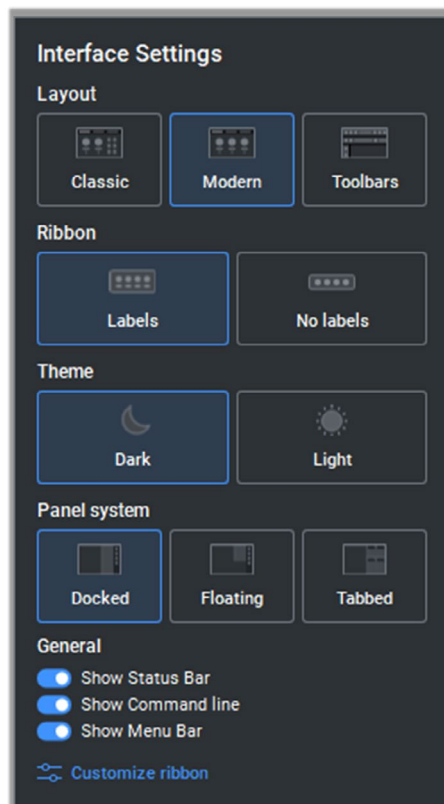 Interface Settings
Layout
Classic
Modern
Toolbars
Ribbon
Labels
No labels
Theme
Dark
Light
Panel system
Docked
Floating
Tabbed
General
Show Status Bar
Show Command line
Show Menu Bar
Customize ribbon